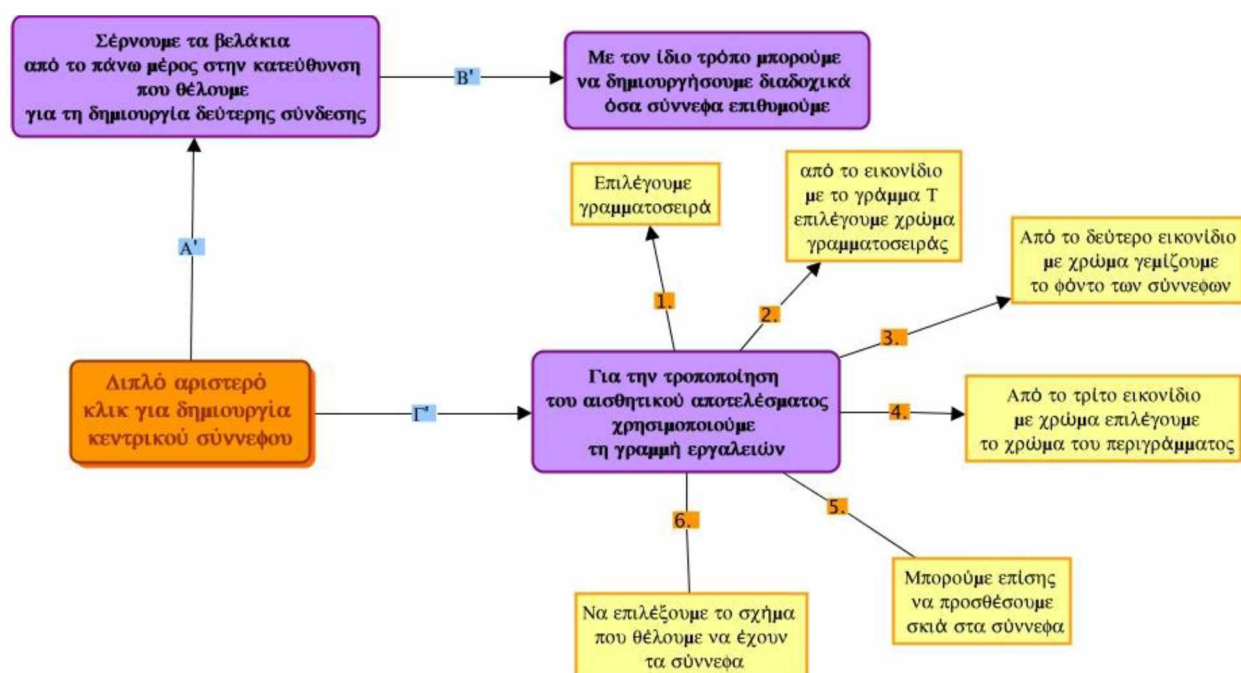 Σέρνουμε τα βελάκια
από το πάνω μέρος στην κατεύθυνση
που θέλουμε
για τη δημιουργία δεύτερης σύνδεσης
Β'
Με τον ίδιο τρόπο μπορούμε
να δημιουργήσουμε διαδοχικά
όσα σύννεφα επιθυμούμε
Α'
Διπλό αριστερό
κλικ για δημιουργία
κεντρικού σύννεφου
Γ'
Για την τροποποίηση
του αισθητικού αποτελέσματος
χρησιμοποιούμε
τη γραμμή εργαλειών
1.
Επιλέγουμε
γραμματοσειρά
2.
από το εικονίδιο
με το γράμμα Τ
επιλέγουμε χρώμα
γραμματοσειράς
3.
Από το δεύτερο εικονίδιο
με χρώμα γεμίζουμε
το φόντο των σύννεφων
4.
Από το τρίτο εικονίδιο
με χρώμα επιλέγουμε
το χρώμα του περιγράμματος
5.
Μπορούμε επίσης
να προσθέσουμε
σκιά στα σύννεφα
6.
Να επιλέξουμε το σχήμα
που θέλουμε να έχουν
τα σύννεφα